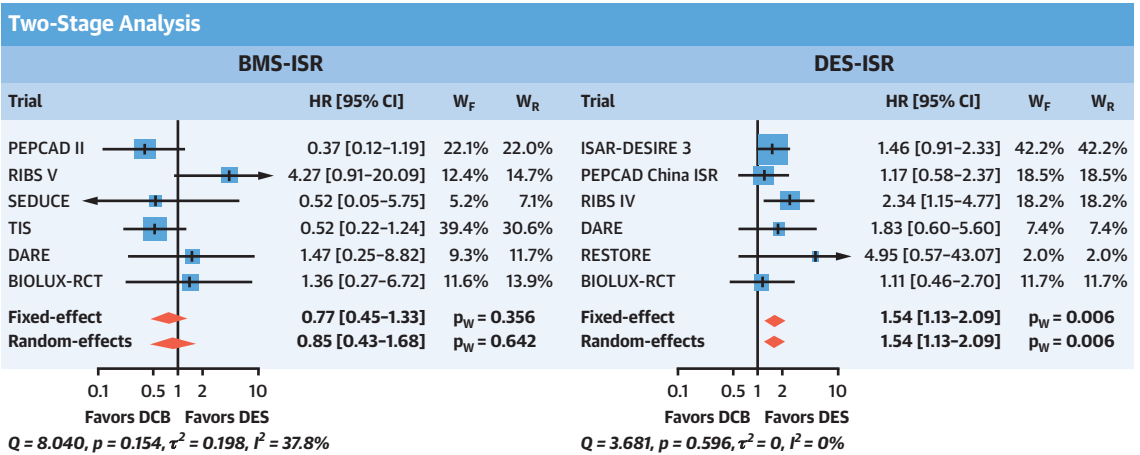 Two-Stage Analysis
BMS-ISR
Trial HR [95% CI] W_F W_R
PEPCAD II 0.37 [0.12–1.19] 22.1% 22.0%
RIBS V 4.27 [0.91–20.09] 12.4% 14.7%
SEDUCE 0.52 [0.05–5.75] 5.2% 7.1%
TIS 0.52 [0.22–1.24] 39.4% 30.6%
DARE 1.47 [0.25–8.82] 9.3% 11.7%
BIOLUX-RCT 1.36 [0.27–6.72] 11.6% 13.9%
Fixed-effect 0.77 [0.45–1.33] p_W = 0.356
Random-effects 0.85 [0.43–1.68] p_W = 0.642
0.1 0.5 1 2 10
Favors DCB Favors DES
Q = 8.040, p = 0.154, τ² = 0.198, I² = 37.8%
DES-ISR
Trial HR [95% CI] W_F W_R
ISAR-DESIRE 3 1.46 [0.91–2.33] 42.2% 42.2%
PEPCAD China ISR 1.17 [0.58–2.37] 18.5% 18.5%
RIBS IV 2.34 [1.15–4.77] 18.2% 18.2%
DARE 1.83 [0.60–5.60] 7.4% 7.4%
RESTORE 4.95 [0.57–43.07] 2.0% 2.0%
BIOLUX-RCT 1.11 [0.46–2.70] 11.7% 11.7%
Fixed-effect 1.54 [1.13–2.09] p_W = 0.006
Random-effects 1.54 [1.13–2.09] p_W = 0.006
0.1 0.5 1 2 10
Favors DCB Favors DES
Q = 3.681, p = 0.596, τ² = 0, I² = 0%